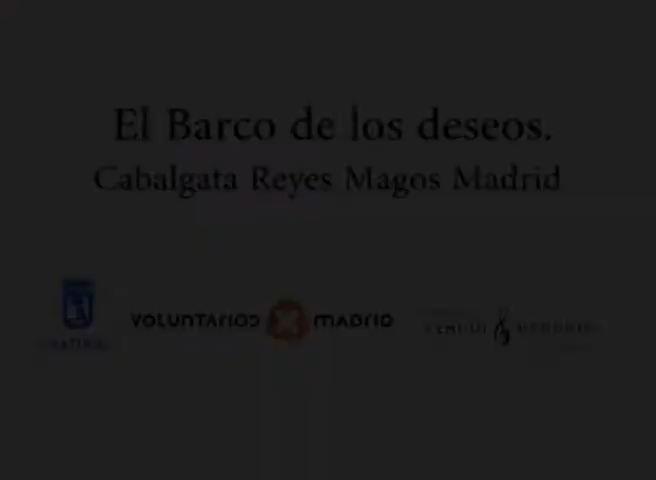 El Barco de los deseos.
Cabalgata Reyes Magos Madrid
VOLUNTARIOS MADRID